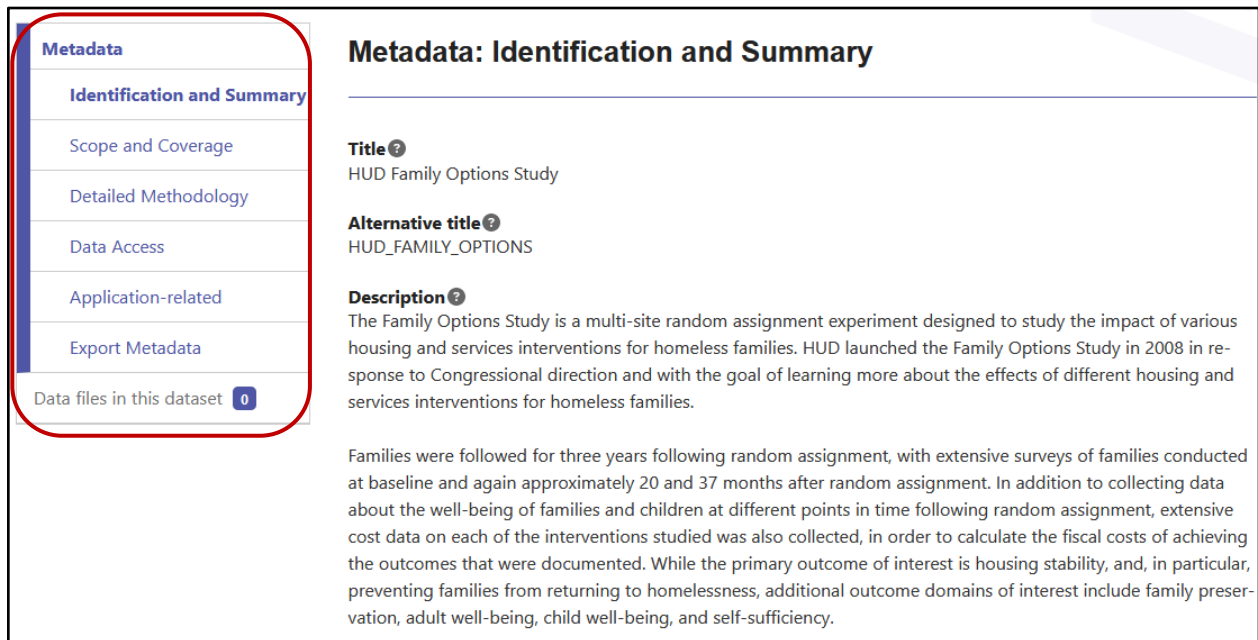 Metadata
Identification and Summary
Scope and Coverage
Detailed Methodology
Data Access
Application-related
Export Metadata
Data files in this dataset 0
Metadata: Identification and Summary
Title ?
HUD Family Options Study
Alternative title ?
HUD_FAMILY_OPTIONS
Description ?
The Family Options Study is a multi-site random assignment experiment designed to study the impact of various
housing and services interventions for homeless families. HUD launched the Family Options Study in 2008 in re-
sponse to Congressional direction and with the goal of learning more about the effects of different housing and
services interventions for homeless families.
Families were followed for three years following random assignment, with extensive surveys of families conducted
at baseline and again approximately 20 and 37 months after random assignment. In addition to collecting data
about the well-being of families and children at different points in time following random assignment, extensive
cost data on each of the interventions studied was also collected, in order to calculate the fiscal costs of achieving
the outcomes that were documented. While the primary outcome of interest is housing stability, and, in particular,
preventing families from returning to homelessness, additional outcome domains of interest include family preser-
vation, adult well-being, child well-being, and self-sufficiency.